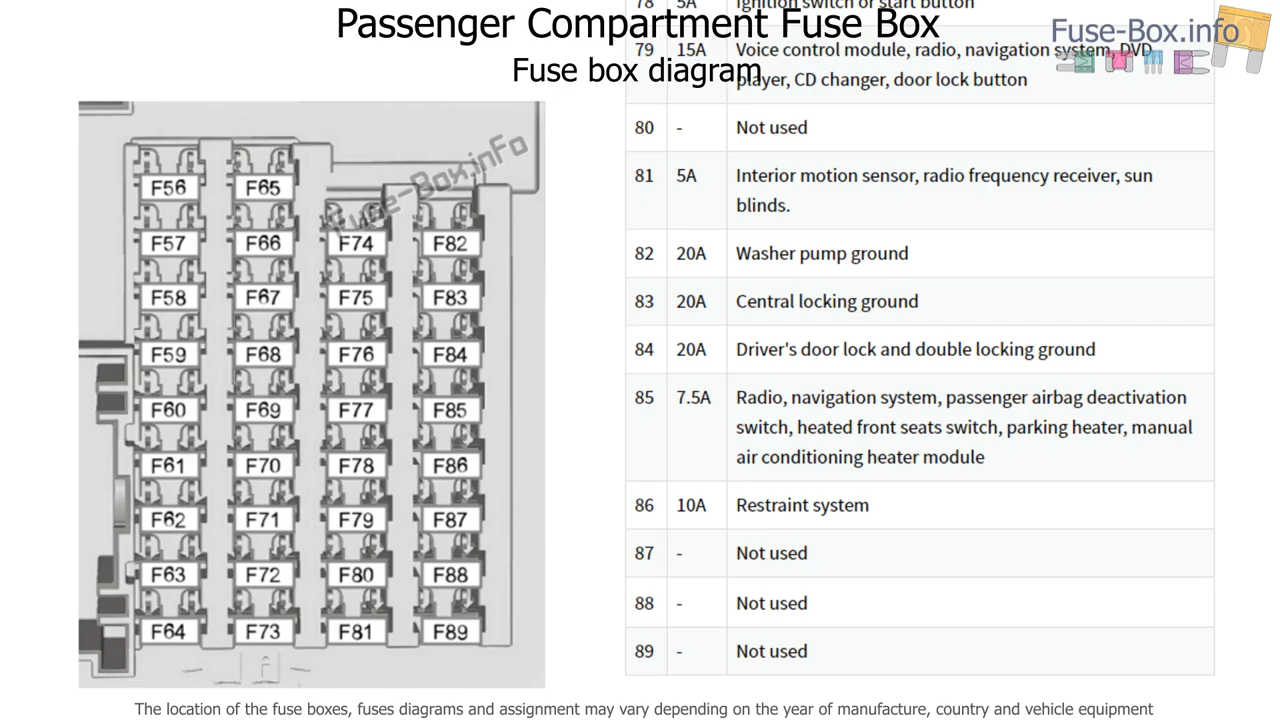 Passenger Compartment Fuse Box
Fuse box diagram
Fuse-Box.info
78 5A Ignition switch or start button
79 15A Voice control module, radio, navigation system, DVD
player, CD changer, door lock button
80 - Not used
81 5A Interior motion sensor, radio frequency receiver, sun
blinds.
82 20A Washer pump ground
83 20A Central locking ground
84 20A Driver's door lock and double locking ground
85 7.5A Radio, navigation system, passenger airbag deactivation
switch, heated front seats switch, parking heater, manual
air conditioning heater module
86 10A Restraint system
87 - Not used
88 - Not used
89 - Not used
Fuse-Box.inFo
F56 F65
F57 F66 F74 F82
F58 F67 F75 F83
F59 F68 F76 F84
F60 F69 F77 F85
F61 F70 F78 F86
F62 F71 F79 F87
F63 F72 F80 F88
F64 F73 F81 F89
The location of the fuse boxes, fuses diagrams and assignment may vary depending on the year of manufacture, country and vehicle equipment